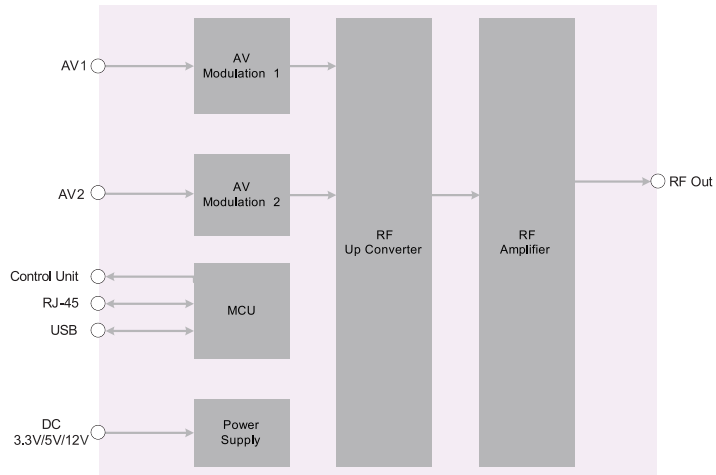 AV1
AV
Modulation 1
AV2
AV
Modulation 2
RF
Up Converter
RF
Amplifier
RF Out
Control Unit
RJ-45
USB
MCU
DC
3.3V/5V/12V
Power
Supply